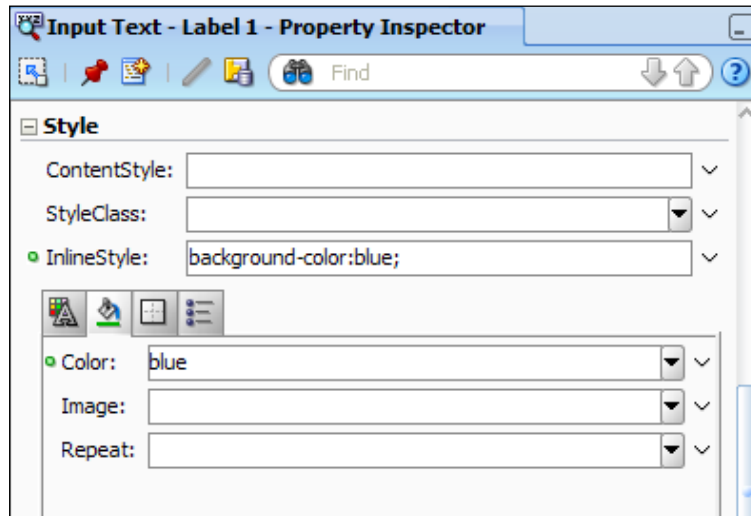 Input Text - Label 1 - Property Inspector
Find
Style
ContentStyle:
StyleClass:
InlineStyle: background-color:blue;
Color: blue
Image:
Repeat: